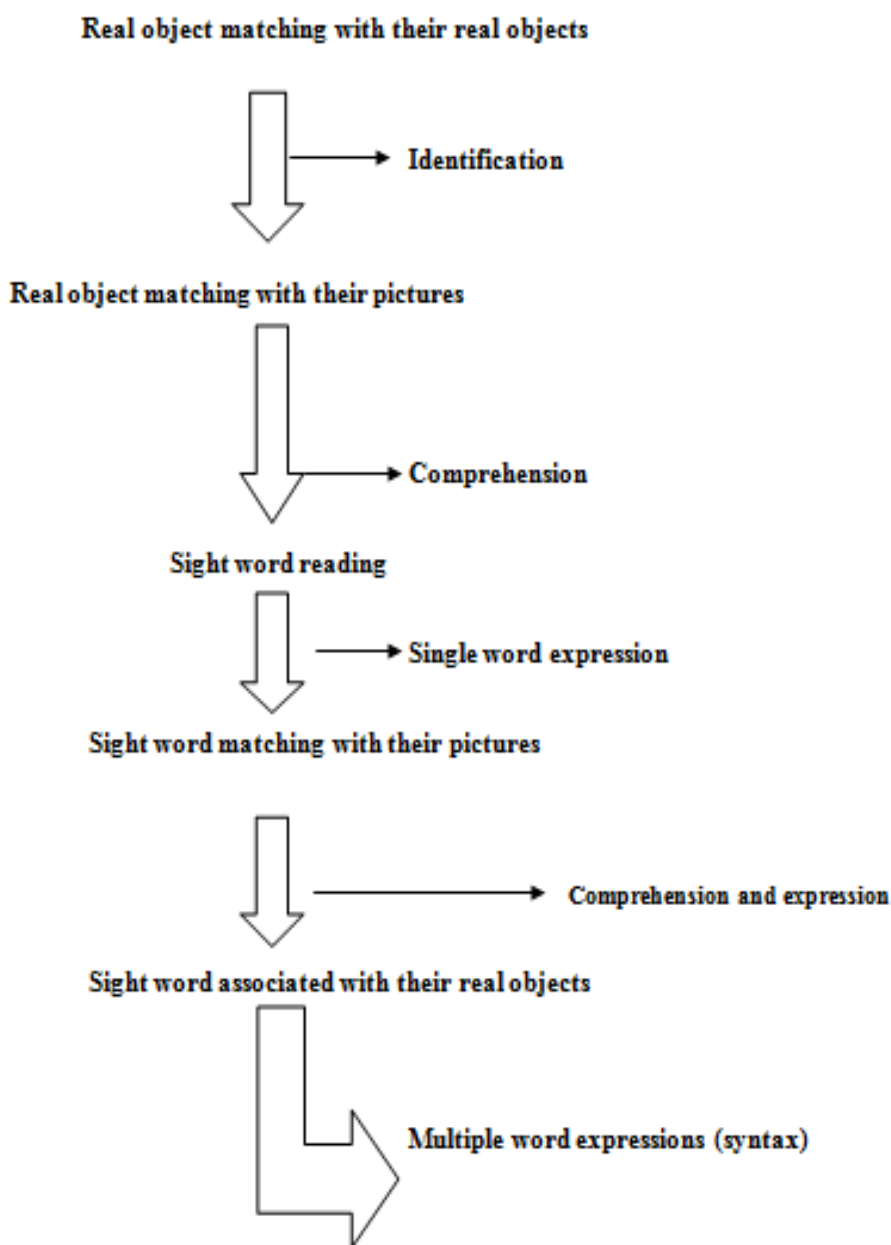 Real object matching with their real objects
Identification
Real object matching with their pictures
Comprehension
Sight word reading
Single word expression
Sight word matching with their pictures
Comprehension and expression
Sight word associated with their real objects
Multiple word expressions (syntax)